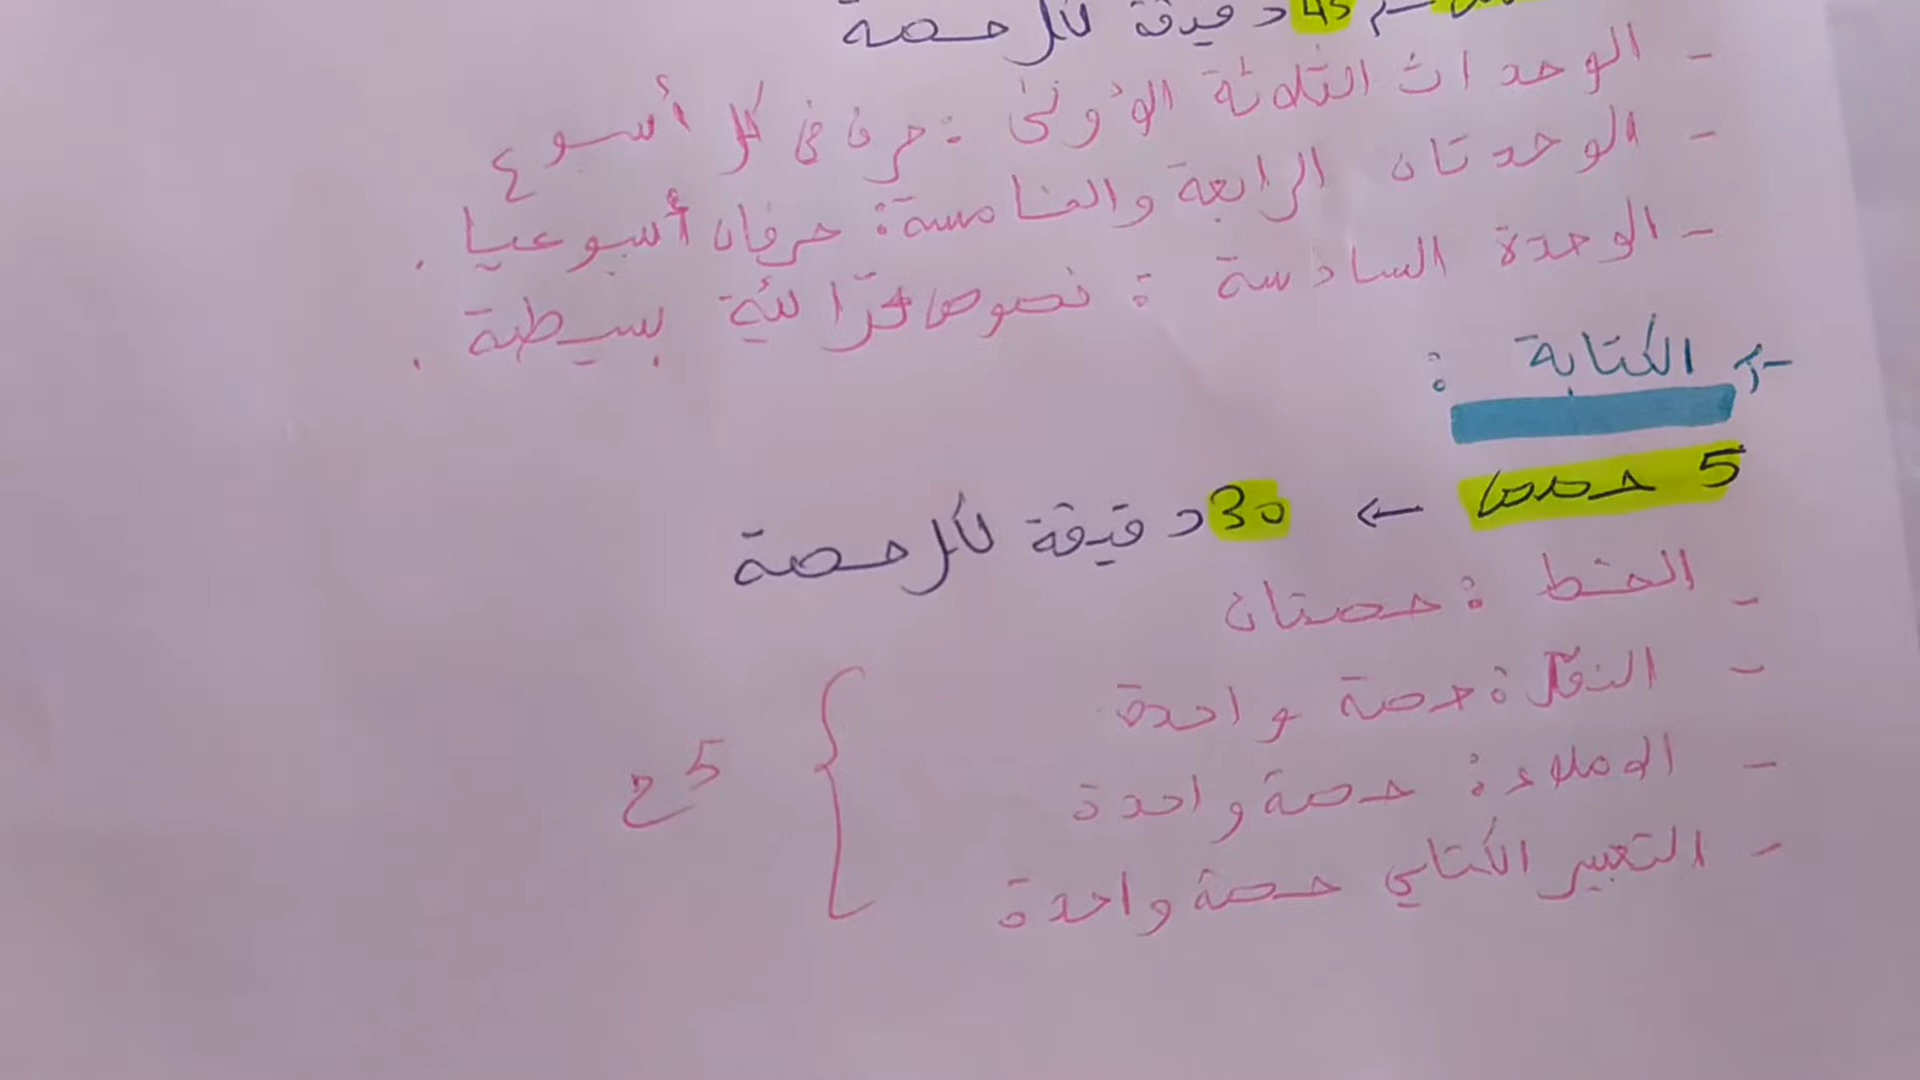 45 دقيقة لكل حصة
- الوحدات الثلاثة الأولى : حرف في كل أسبوع
- الوحدتان الرابعة والخامسة : حرفان أسبوعيا .
- الوحدة السادسة : نصوص قرائية بسيطة .
الكتابة :
5 حصص ← 30 دقيقة لكل حصة
- الخط : حصتان
- النقل : حصة واحدة
- الإملاء : حصة واحدة
- التعبير الكتابي حصة واحدة
5 ح